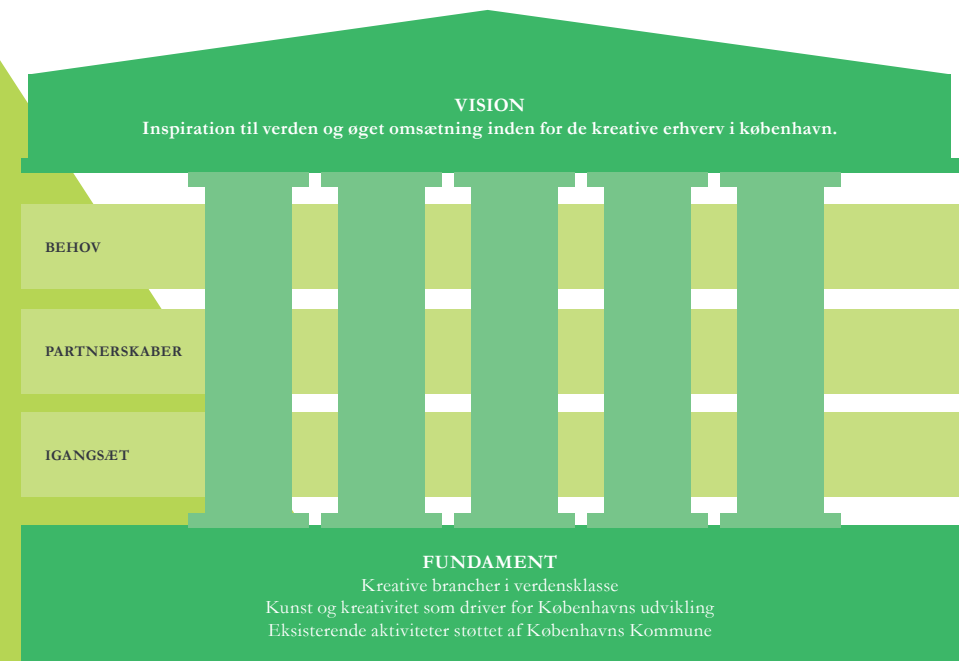 VISION
Inspiration til verden og øget omsætning inden for de kreative erhverv i københavn.
BEHOV
PARTNERSKABER
IGANGSÆT
FUNDAMENT
Kreative brancher i verdensklasse
Kunst og kreativitet som driver for Københavns udvikling
Eksisterende aktiviteter støttet af Københavns Kommune